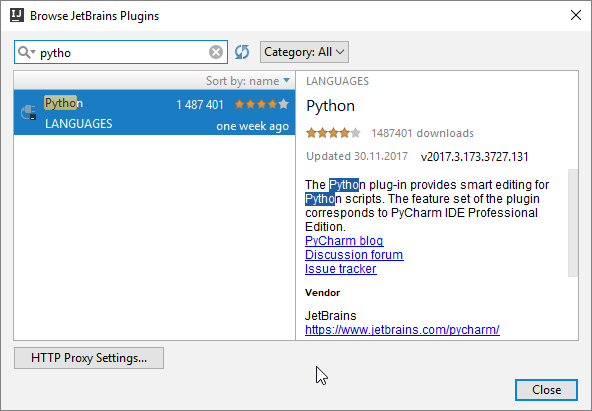 Browse JetBrains Plugins
pytho
Category: All
Sort by: name
Python 1 487 401
LANGUAGES one week ago
LANGUAGES
Python
1487401 downloads
Updated 30.11.2017 v2017.3.173.3727.131
The Python plug-in provides smart editing for
Python scripts. The feature set of the plugin
corresponds to PyCharm IDE Professional
Edition.
PyCharm blog
Discussion forum
Issue tracker
Vendor
JetBrains
https://www.jetbrains.com/pycharm/
HTTP Proxy Settings...
Close